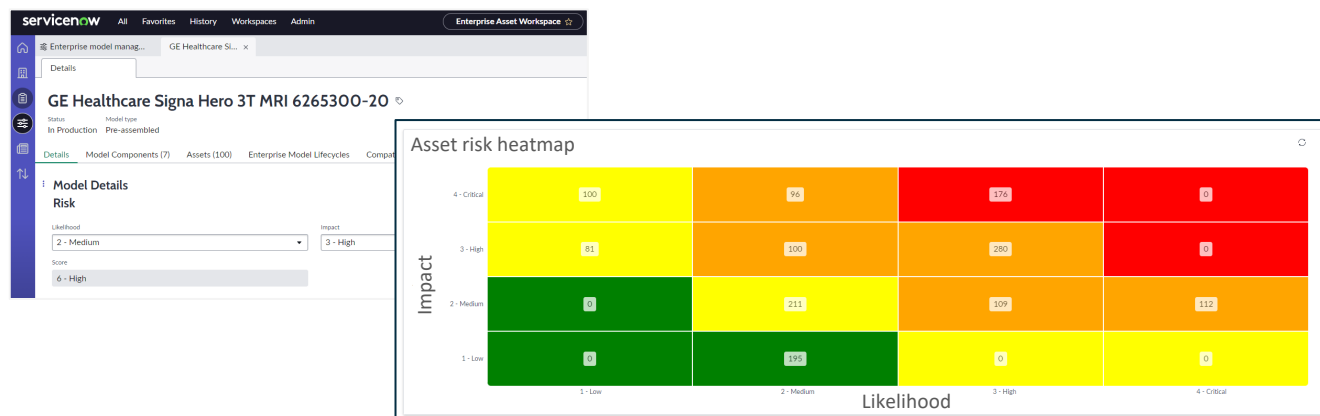 servicenow All Favorites History Workspaces Admin Enterprise Asset Workspace
Enterprise model manag... GE Healthcare Si... ×
Details
GE Healthcare Signa Hero 3T MRI 6265300-20
Status Model type
In Production Pre-assembled
Details Model Components (7) Assets (100) Enterprise Model Lifecycles Compat
Model Details
Risk
Likelihood Impact
2 - Medium 3 - High
Score
6 - High
Asset risk heatmap
Impact
4 - Critical 100 96 176 0
3 - High 81 100 280 0
2 - Medium 0 211 109 112
1 - Low 0 195 0 0
1 - Low 2 - Medium 3 - High 4 - Critical
Likelihood